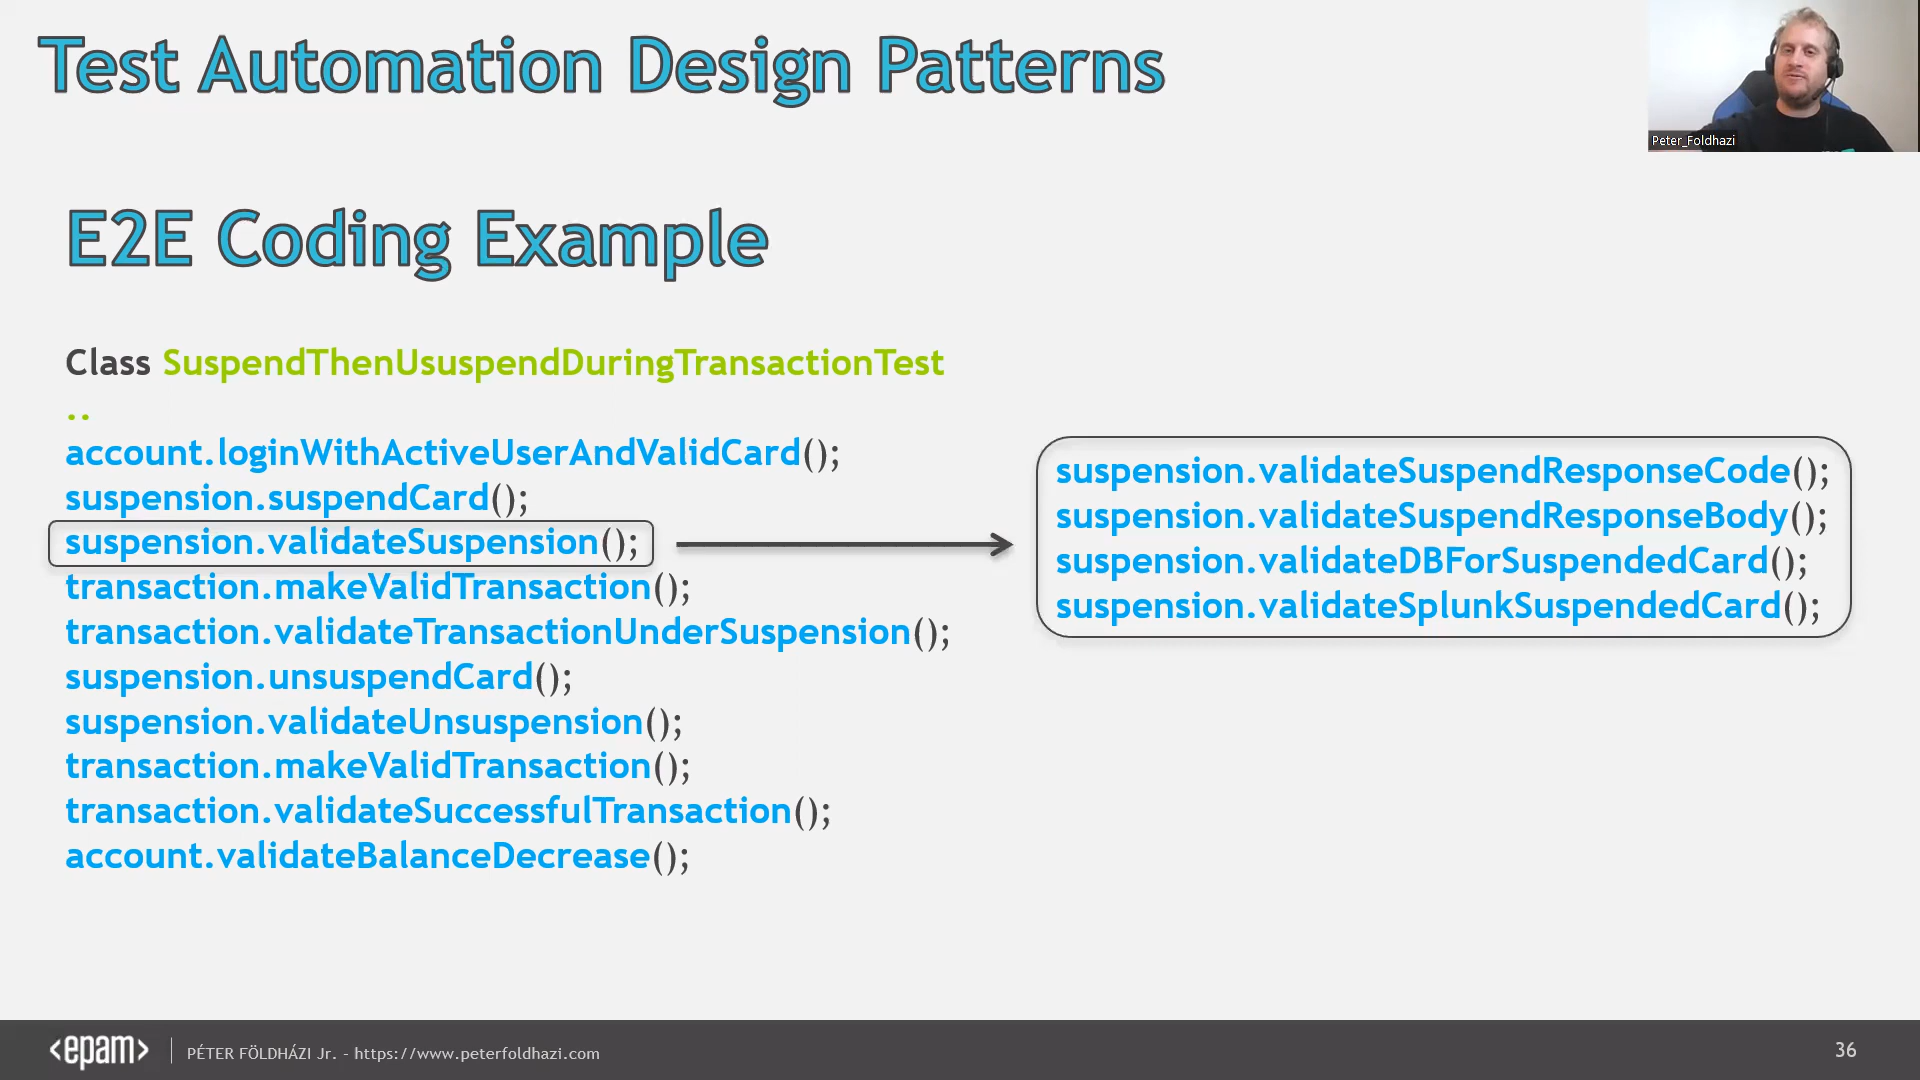 Test Automation Design Patterns
Peter_Foldhazi
E2E Coding Example
Class SuspendThenUsuspendDuringTransactionTest
..
account.loginWithActiveUserAndValidCard();
suspension.suspendCard();
suspension.validateSuspension();
transaction.makeValidTransaction();
transaction.validateTransactionUnderSuspension();
suspension.unsuspendCard();
suspension.validateUnsuspension();
transaction.makeValidTransaction();
transaction.validateSuccessfulTransaction();
account.validateBalanceDecrease();
suspension.validateSuspendResponseCode();
suspension.validateSuspendResponseBody();
suspension.validateDBForSuspendedCard();
suspension.validateSplunkSuspendedCard();
<epam> | PÉTER FÖLDHÁZI Jr. - https://www.peterfoldhazi.com
36